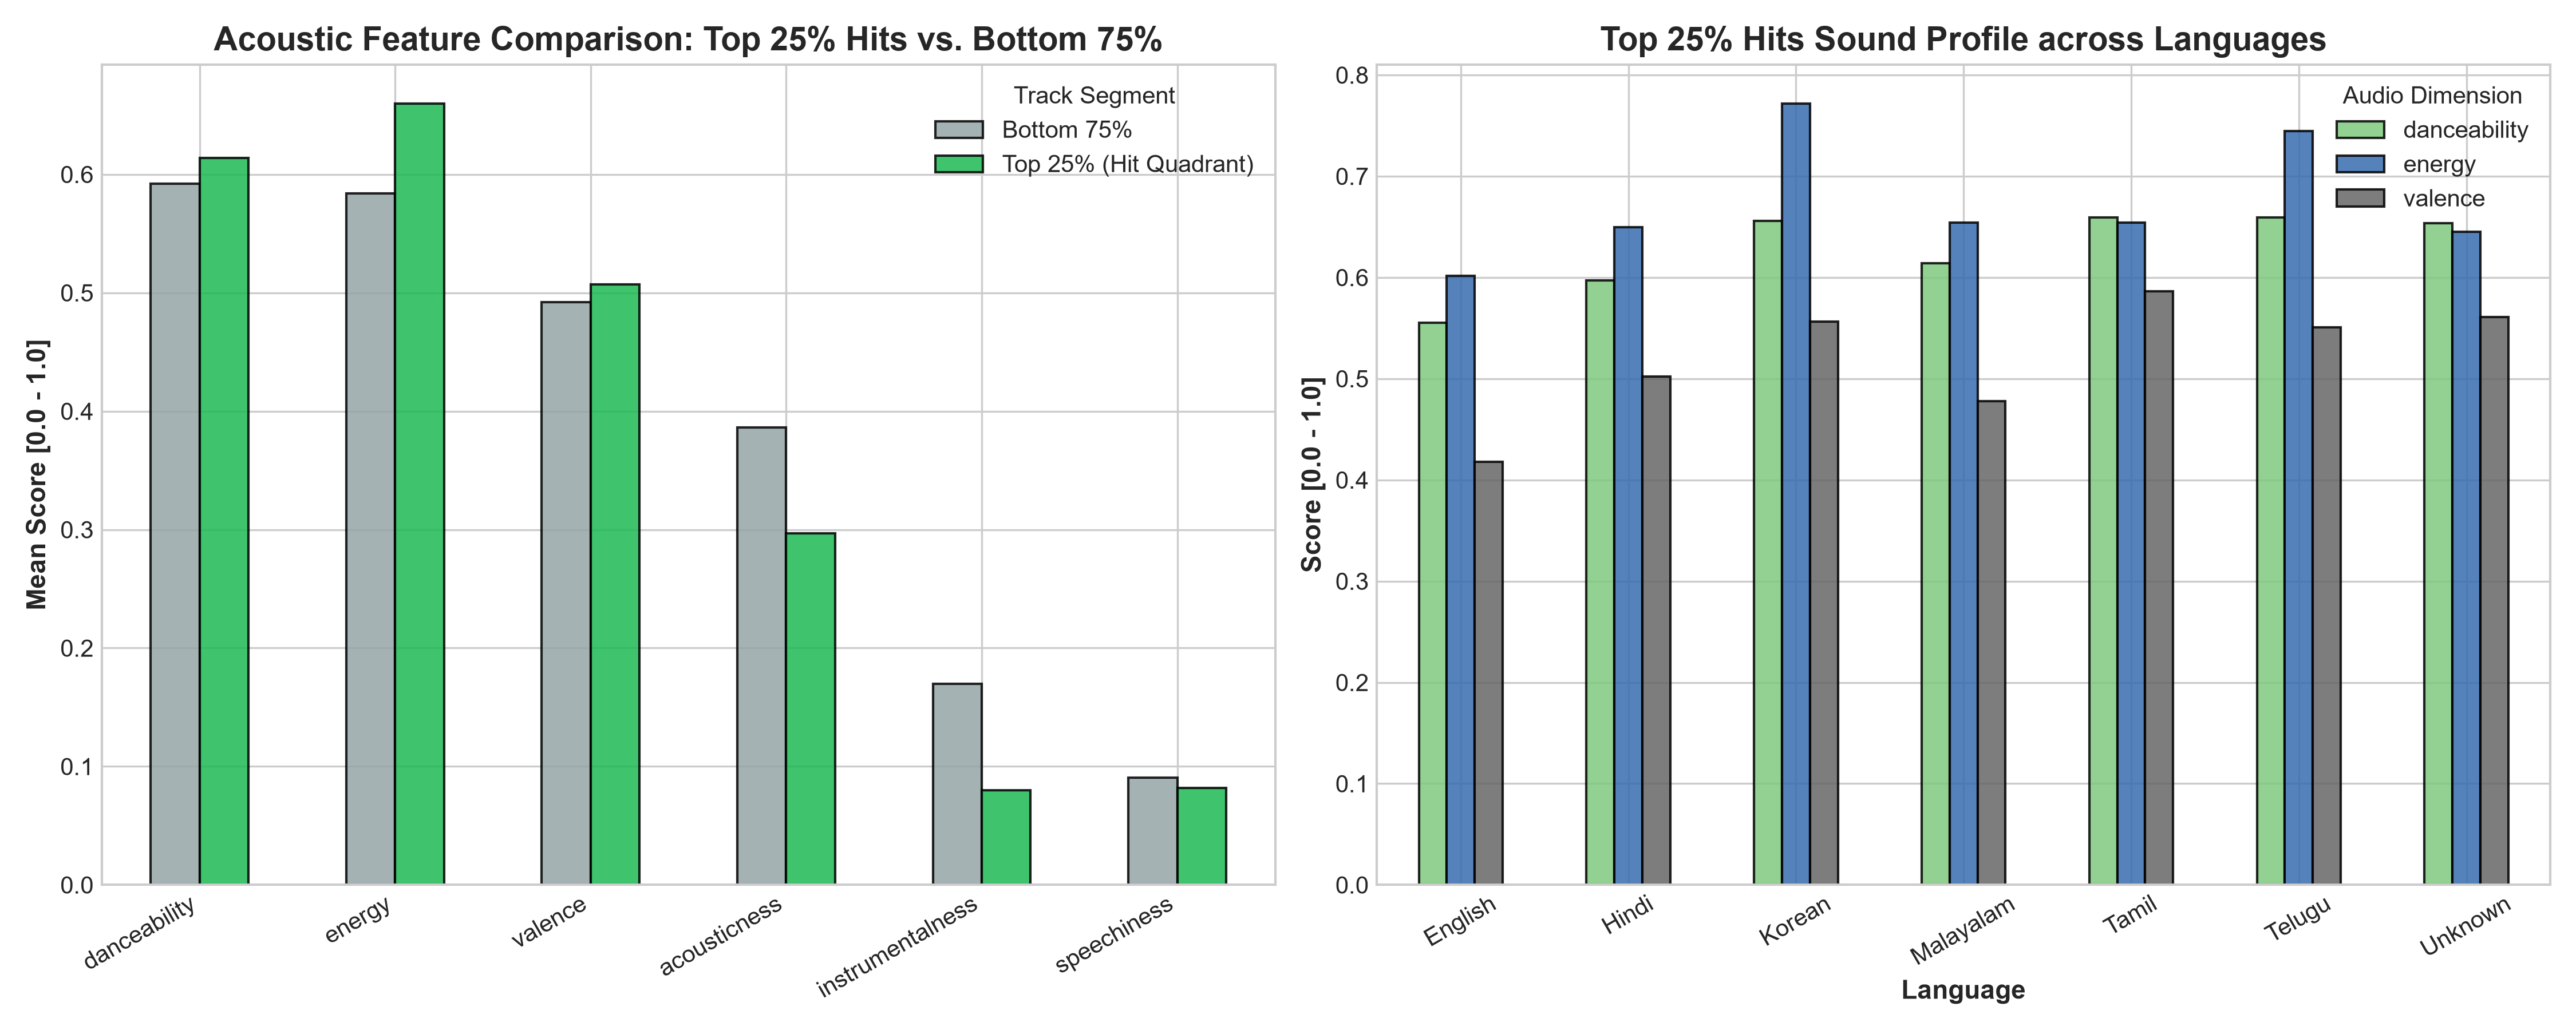 Acoustic Feature Comparison: Top 25% Hits vs. Bottom 75%
Mean Score [0.0 - 1.0]
0.6
0.5
0.4
0.3
0.2
0.1
0.0
Track Segment
Bottom 75%
Top 25% (Hit Quadrant)
danceability
energy
valence
acousticness
instrumentalness
speechiness
Top 25% Hits Sound Profile across Languages
Score [0.0 - 1.0]
0.8
0.7
0.6
0.5
0.4
0.3
0.2
0.1
0.0
Audio Dimension
danceability
energy
valence
English
Hindi
Korean
Malayalam
Tamil
Telugu
Unknown
Language